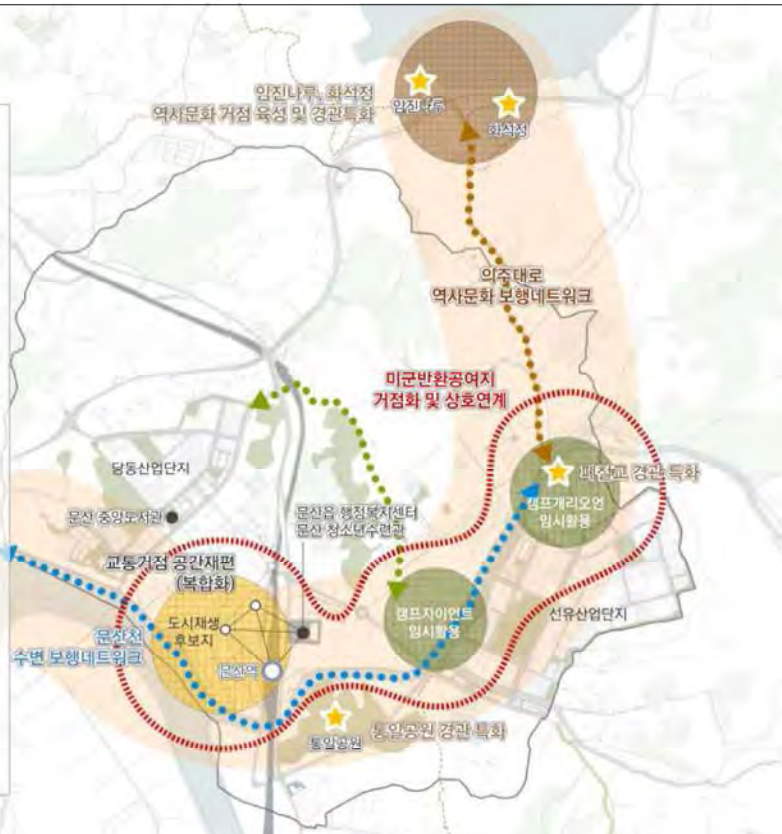 임진나루, 화석정
역사문화 거점 육성 및 경관특화
임진나루
화석정
의주대로
역사문화 보행네트워크
미군반환공여지
거점화 및 상호연계
당동산업단지
문산 중앙도서관
문산읍 행정복지센터
문산 청소년수련관
경관 특화
캠프개리오언
임시활용
교통거점 공간재편
(복합화)
도시재생
후보지
문산역
문산천
수변 보행네트워크
캠프자이언트
임시활용
선유산업단지
통일공원
통일공원 경관 특화